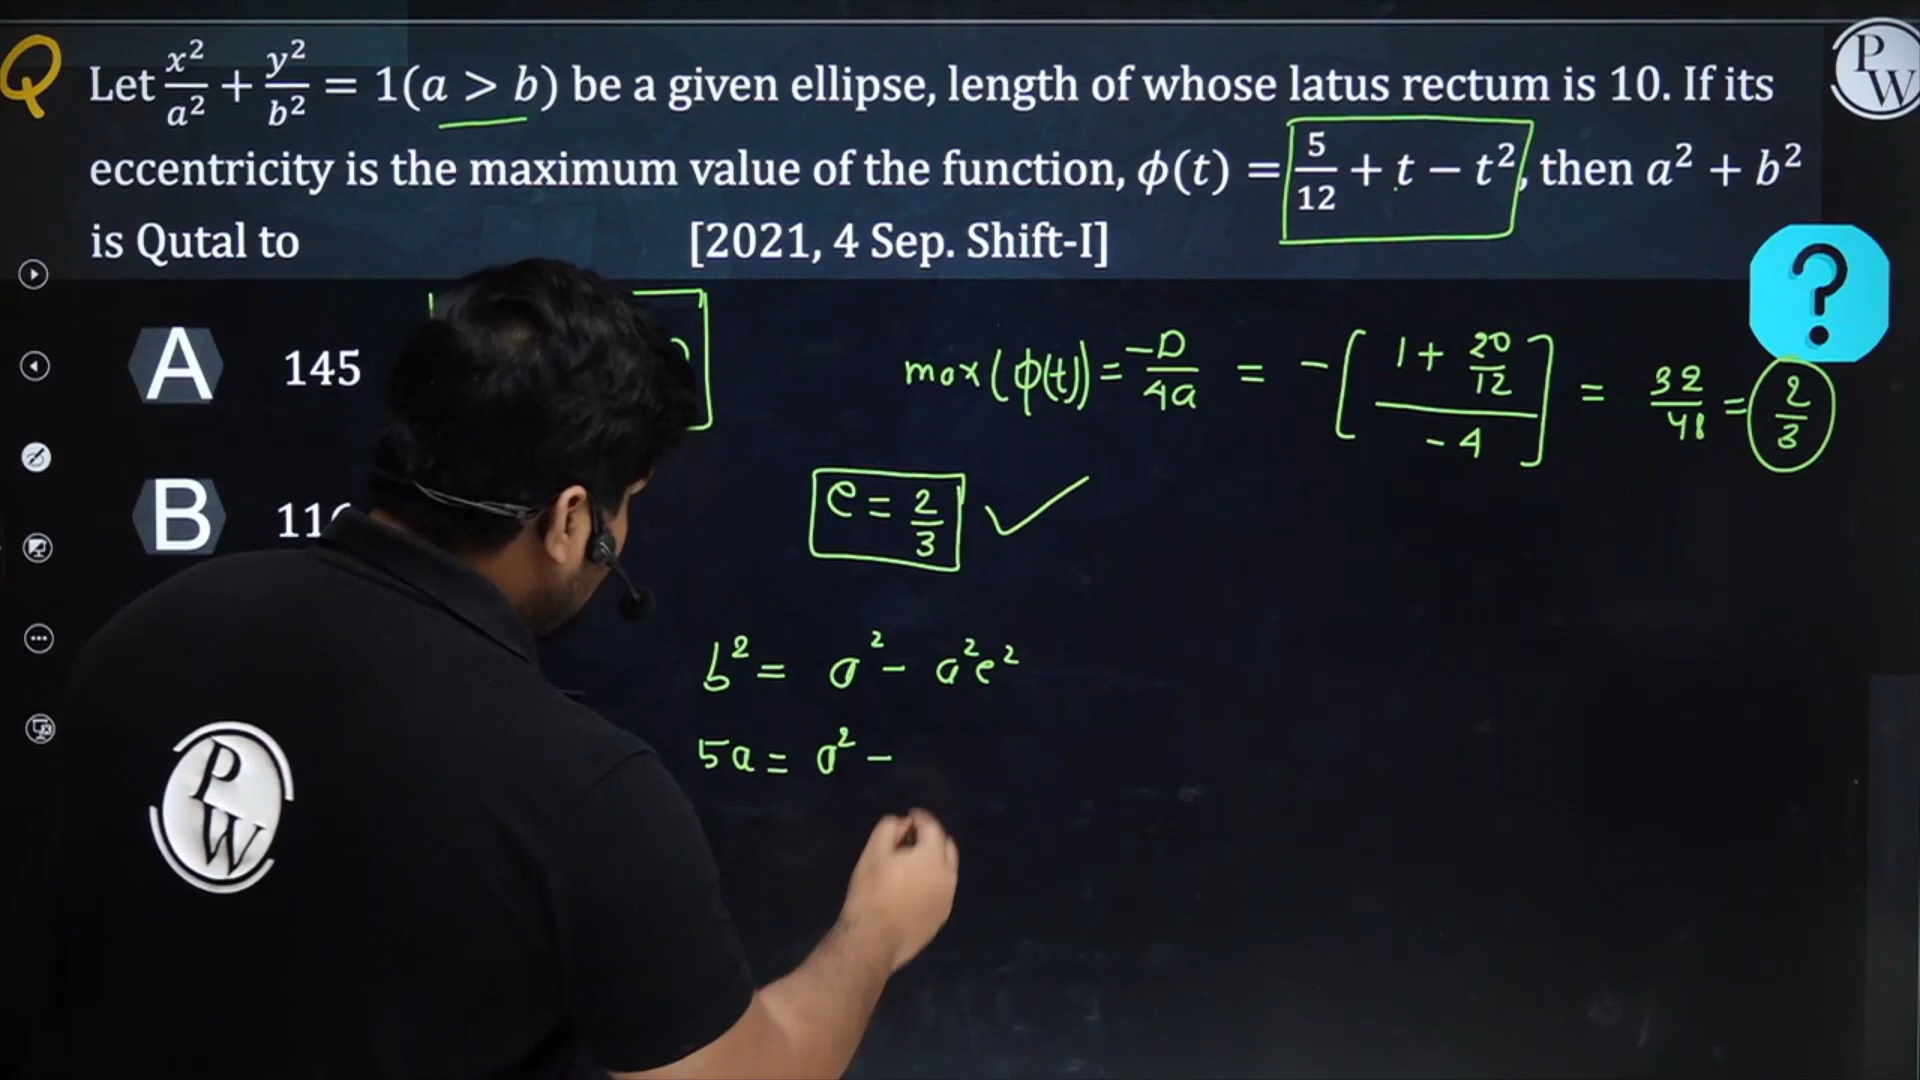 Q Let x²/a² + y²/b² = 1(a > b) be a given ellipse, length of whose latus rectum is 10. If its
eccentricity is the maximum value of the function, ϕ(t) = 5/12 + t − t², then a² + b²
is Qutal to [2021, 4 Sep. Shift-I]
PW
?
A 145
max(ϕ(t)) = -D/4a = -[(1 + 20/12)/-4] = 32/48 = 2/3
B
e = 2/3 ✓
b² = a² - a²e²
5a = a² -
PW